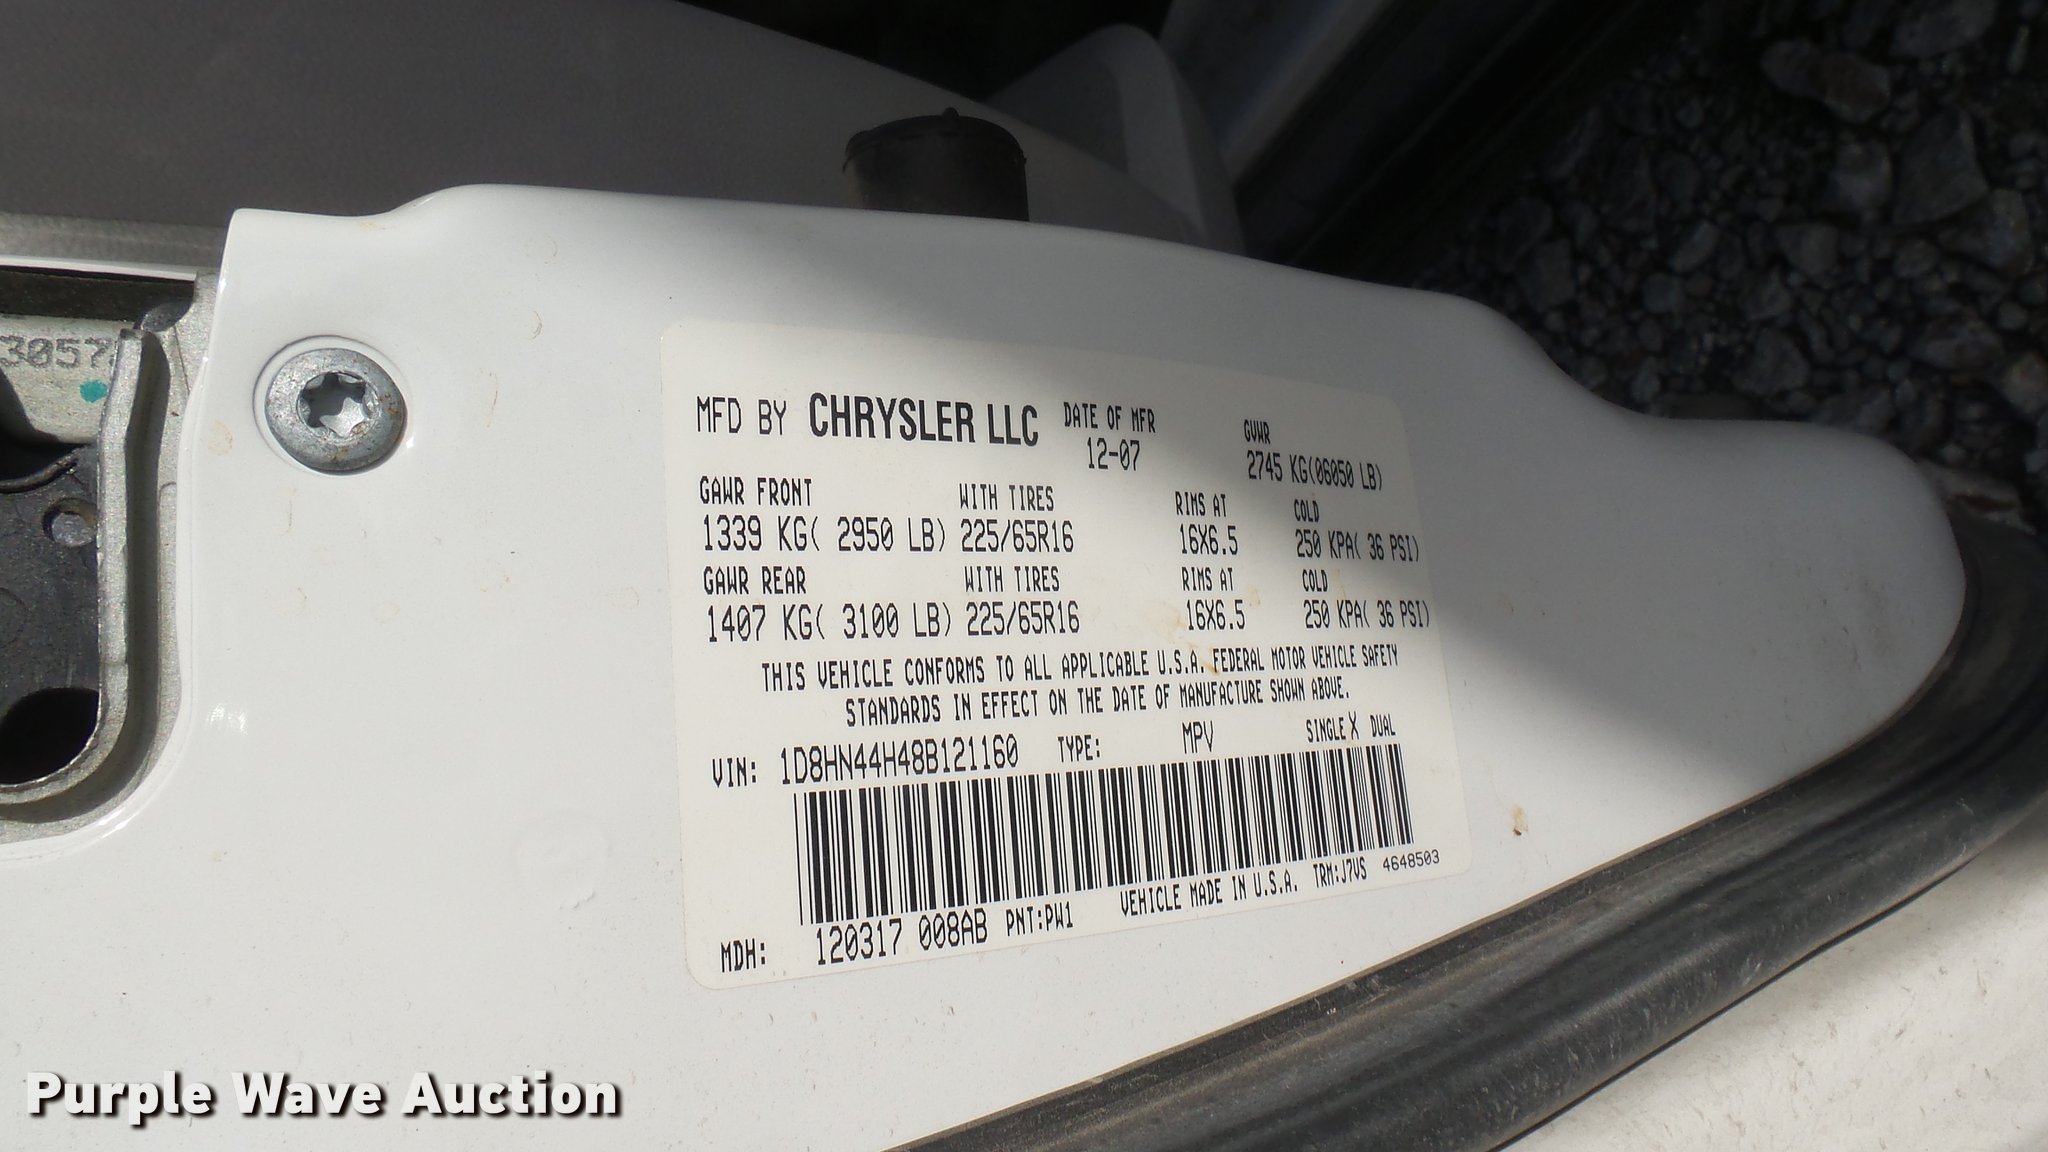 3057
MFD BY CHRYSLER LLC DATE OF MFR GVWR
12-07 2745 KG(06050 LB)
GAWR FRONT WITH TIRES RIMS AT COLD
1339 KG( 2950 LB) 225/65R16 16X6.5 250 KPA( 36 PSI)
GAWR REAR WITH TIRES RIMS AT COLD
1407 KG( 3100 LB) 225/65R16 16X6.5 250 KPA( 36 PSI)
THIS VEHICLE CONFORMS TO ALL APPLICABLE U.S.A. FEDERAL MOTOR VEHICLE SAFETY
STANDARDS IN EFFECT ON THE DATE OF MANUFACTURE SHOWN ABOVE.
VIN: 1D8HN44H48B121160 TYPE: MPV SINGLE X DUAL
MDH: 120317 008AB PNT:PW1 VEHICLE MADE IN U.S.A. TRM:J7VS 4648503
Purple Wave Auction